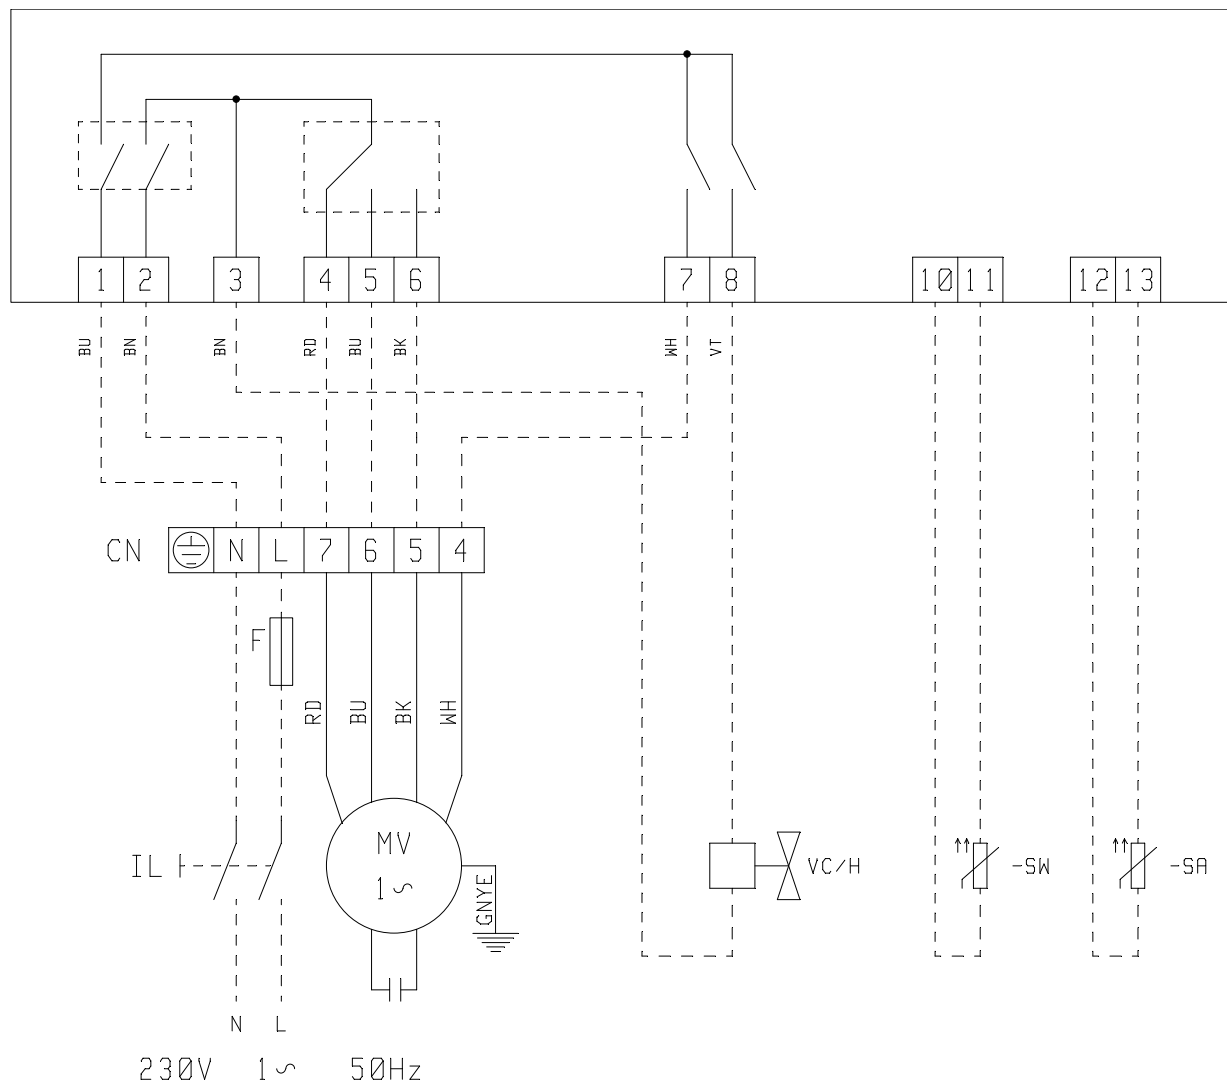 1 2 3 4 5 6 7 8 10 11 12 13
BU BN BN RD BU BK WH VT
CN N L 7 6 5 4
F
RD BU BK WH
MV
1~
IL
GNYE
VC/H
-SW
-SA
N L
230V 1~ 50Hz